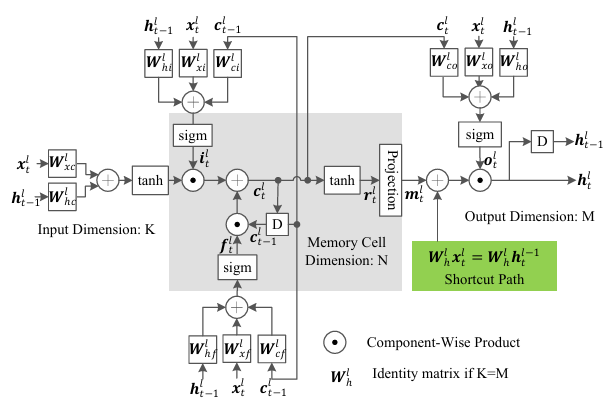 h_{t-1}^l x_t^l c_{t-1}^l
c_t^l x_t^l h_{t-1}^l
W_{hi}^l W_{xi}^l W_{ci}^l
W_{co}^l W_{xo}^l W_{ho}^l
+
+
sigm
sigm
D h_{t-1}^l
i_t^l
o_t^l
x_t^l W_{xc}^l
h_{t-1}^l W_{hc}^l
+ tanh + c_t^l tanh r_t^l Projection m_t^l + h_t^l
Input Dimension: K
Output Dimension: M
D
c_{t-1}^l
f_t^l
sigm
Memory Cell
Dimension: N
W_h^l x_t^l = W_h^l h_t^{l-1}
Shortcut Path
+
W_{hf}^l W_{xf}^l W_{cf}^l
h_{t-1}^l x_t^l c_{t-1}^l
Component-Wise Product
W_h^l Identity matrix if K=M